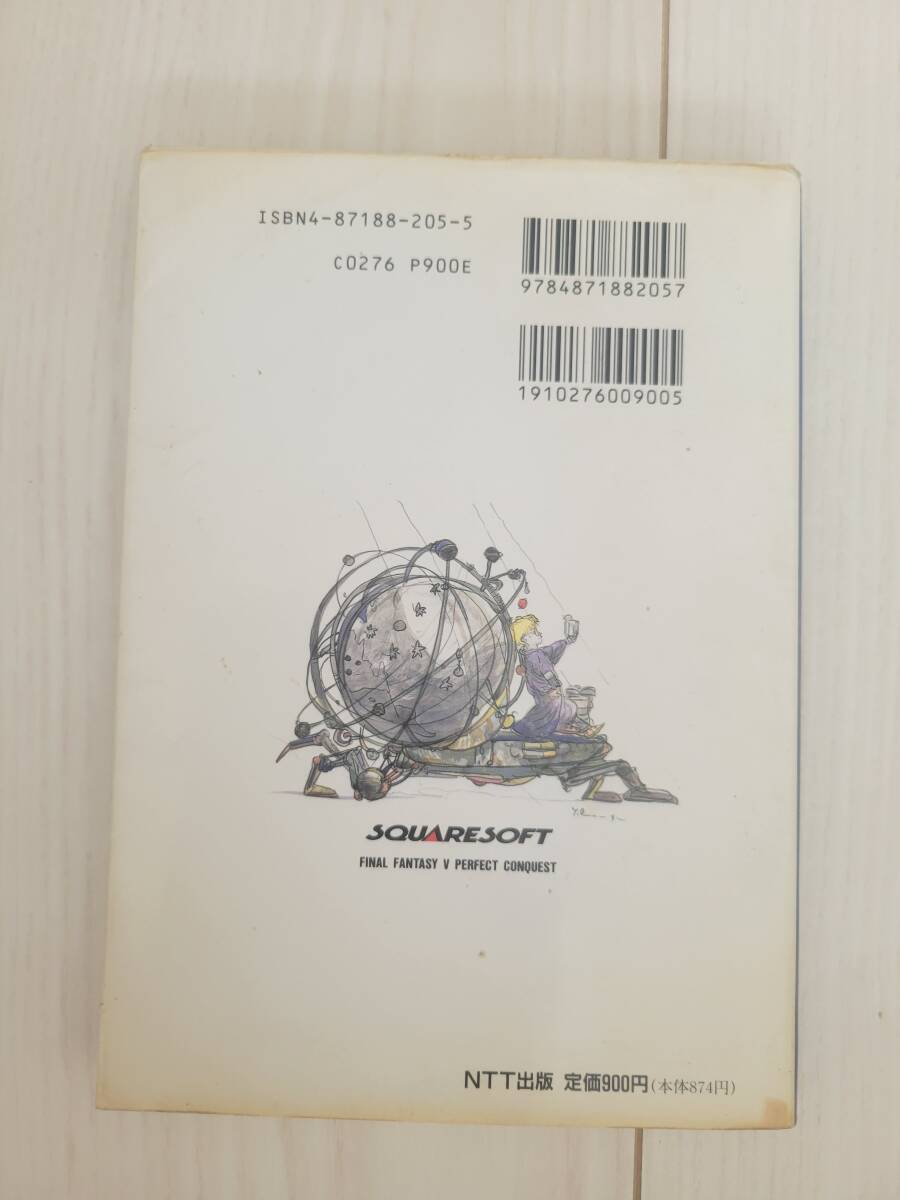 ISBN4-87188-205-5
C0276 P900E
9784871882057
1910276009005
SQUARESOFT
FINAL FANTASY V PERFECT CONQUEST
NTT出版 定価900円(本体874円)